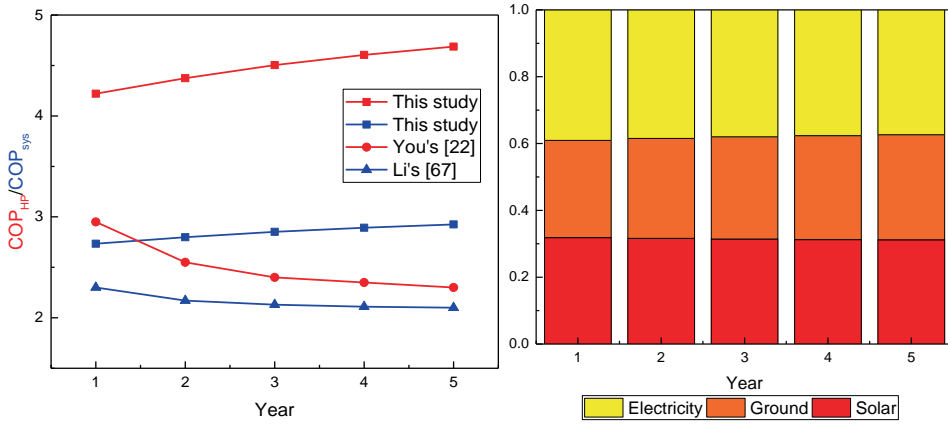 5
4
3
2
COP_HP/COP_sys
This study
This study
You's [22]
Li's [67]
1 2 3 4 5
Year
1.0
0.8
0.6
0.4
0.2
0.0
1 2 3 4 5
Year
Electricity Ground Solar